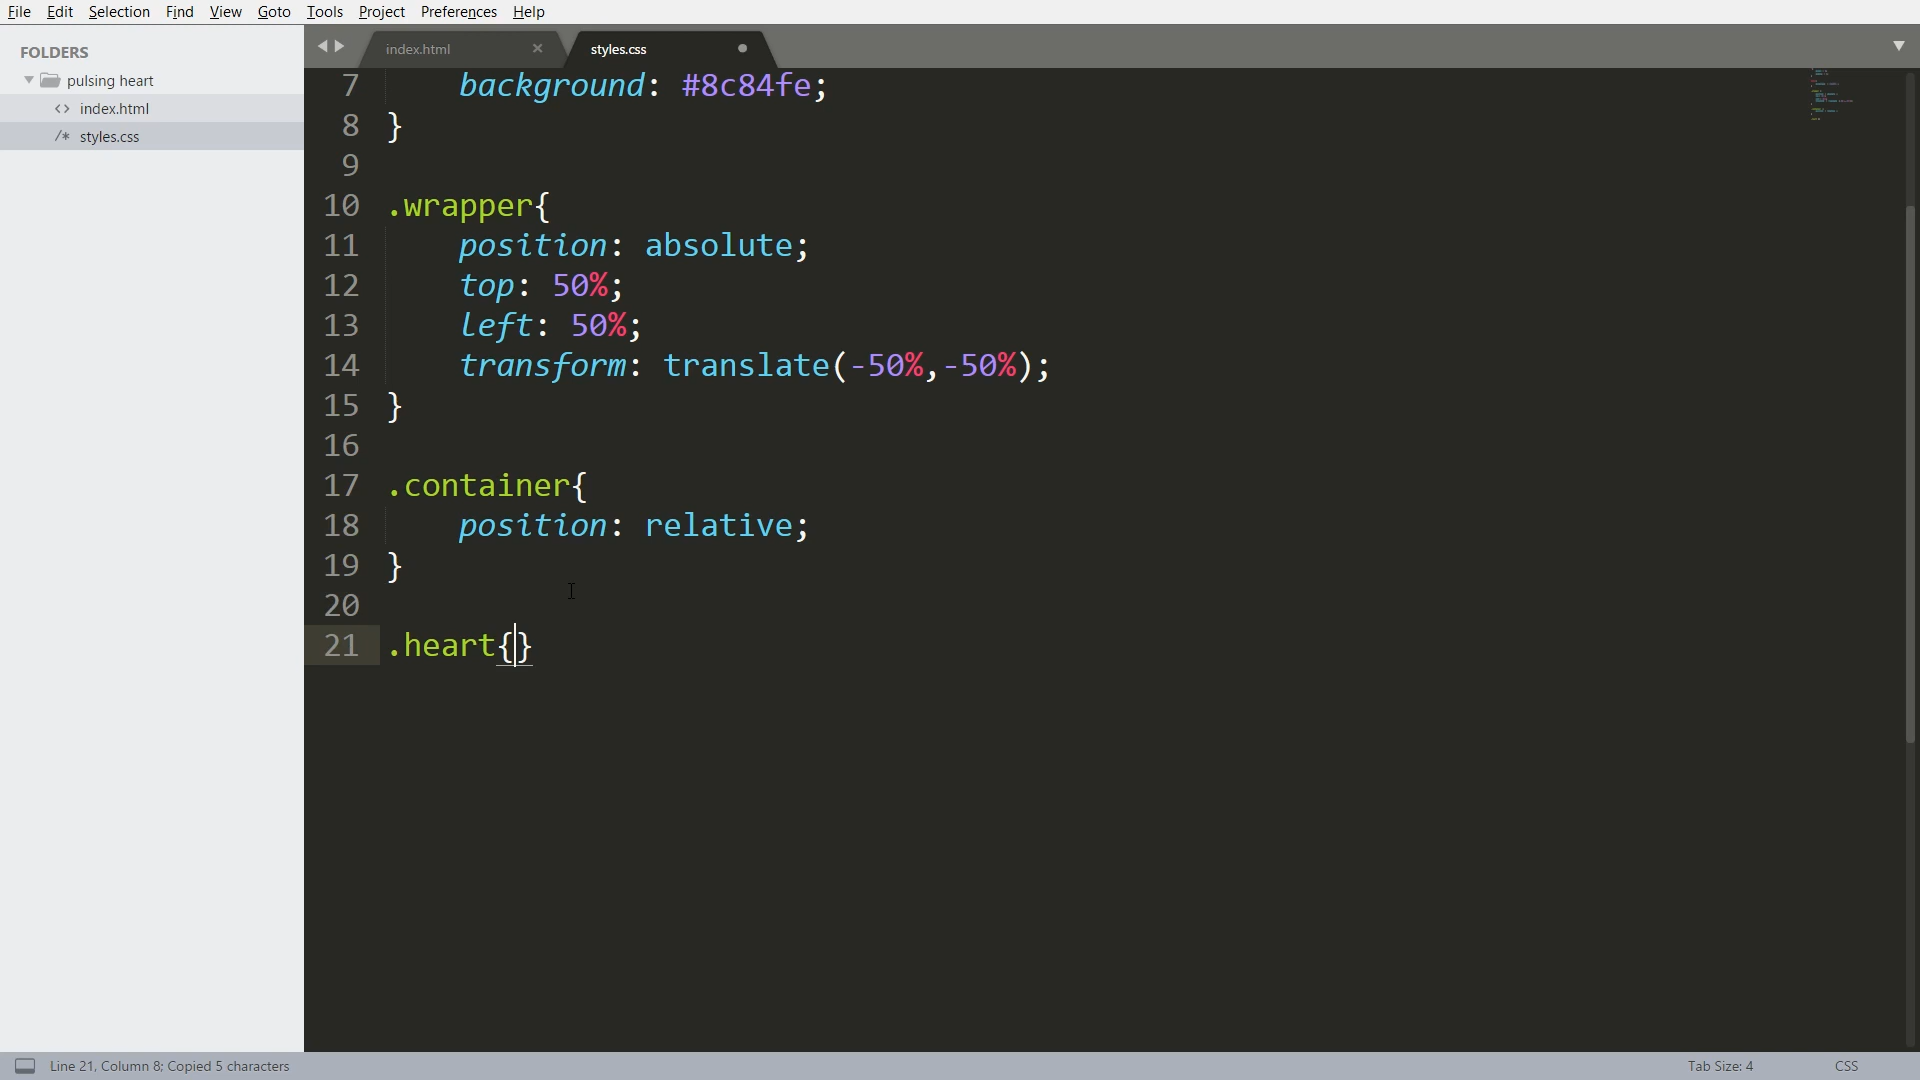 File Edit Selection Find View Goto Tools Project Preferences Help
FOLDERS
pulsing heart
<> index.html
/* styles.css
index.html ×
styles.css
7 background: #8c84fe;
8 }
9
10 .wrapper{
11 position: absolute;
12 top: 50%;
13 left: 50%;
14 transform: translate(-50%,-50%);
15 }
16
17 .container{
18 position: relative;
19 }
20
21 .heart{}
Line 21, Column 8; Copied 5 characters
Tab Size: 4
CSS